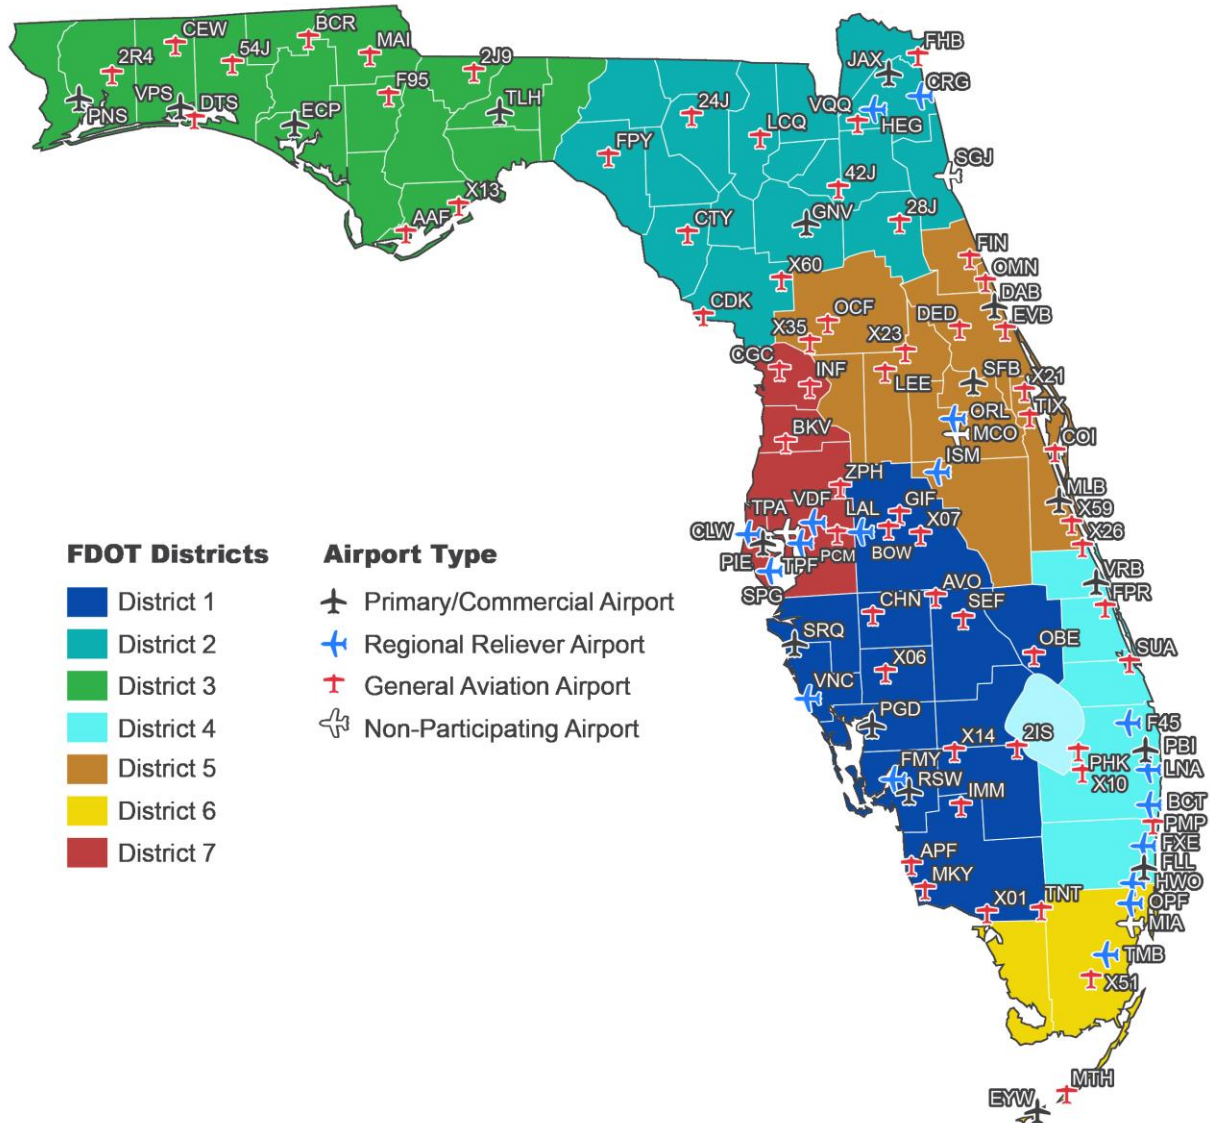 BCR
CEW
MAI
FHB
2R4
54J
2J9
JAX
F95
CRG
VPS
TLH
PNS
DTS
ECP
24J
VQQ
LCQ
HEG
FPY
SGJ
42J
X13
28J
GNV
AAF
CTY
FIN
X60
OMN
DAB
CDK
OCF
DED
EVB
X35
X23
CGC
SFB
INF
LEE
X21
ORL
TIX
BKV
MCO
COI
ISM
ZPH
MLB
VDF
GIF
TPA
LAL
X59
X07
CLW
X26
BOW
PCM
PIE
TPF
VRB
AVO
FPR
SPG
CHN
SEF
SRQ
OBE
X06
SUA
VNC
PGD
F45
X14
2IS
PBI
FMY
PHK
LNA
RSW
X10
IMM
BCT
PMP
FXE
APF
FLL
MKY
HWO
X01
TNT
OPF
MIA
TMB
X51
MTH
EYW
FDOT Districts
District 1
District 2
District 3
District 4
District 5
District 6
District 7
Airport Type
Primary/Commercial Airport
Regional Reliever Airport
General Aviation Airport
Non-Participating Airport